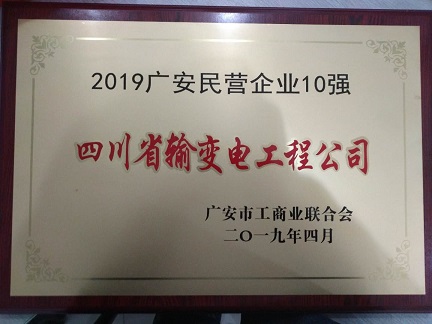 2019广安民营企业10强
四川省输变电工程公司
广安市工商业联合会
二〇一九年四月